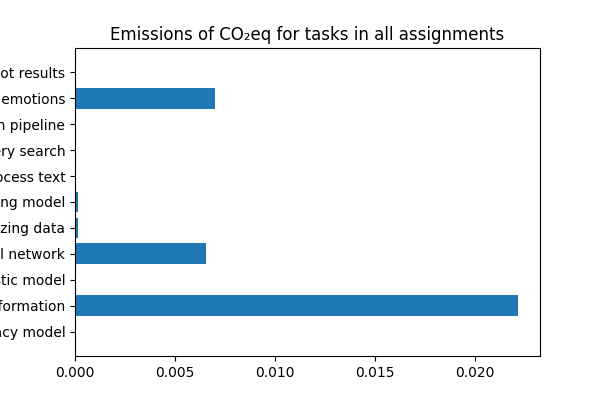 Emissions of CO₂eq for tasks in all assignments
ot results
emotions
n pipeline
ery search
ocess text
ng model
zing data
l network
tic model
formation
cy model
0.000 0.005 0.010 0.015 0.020